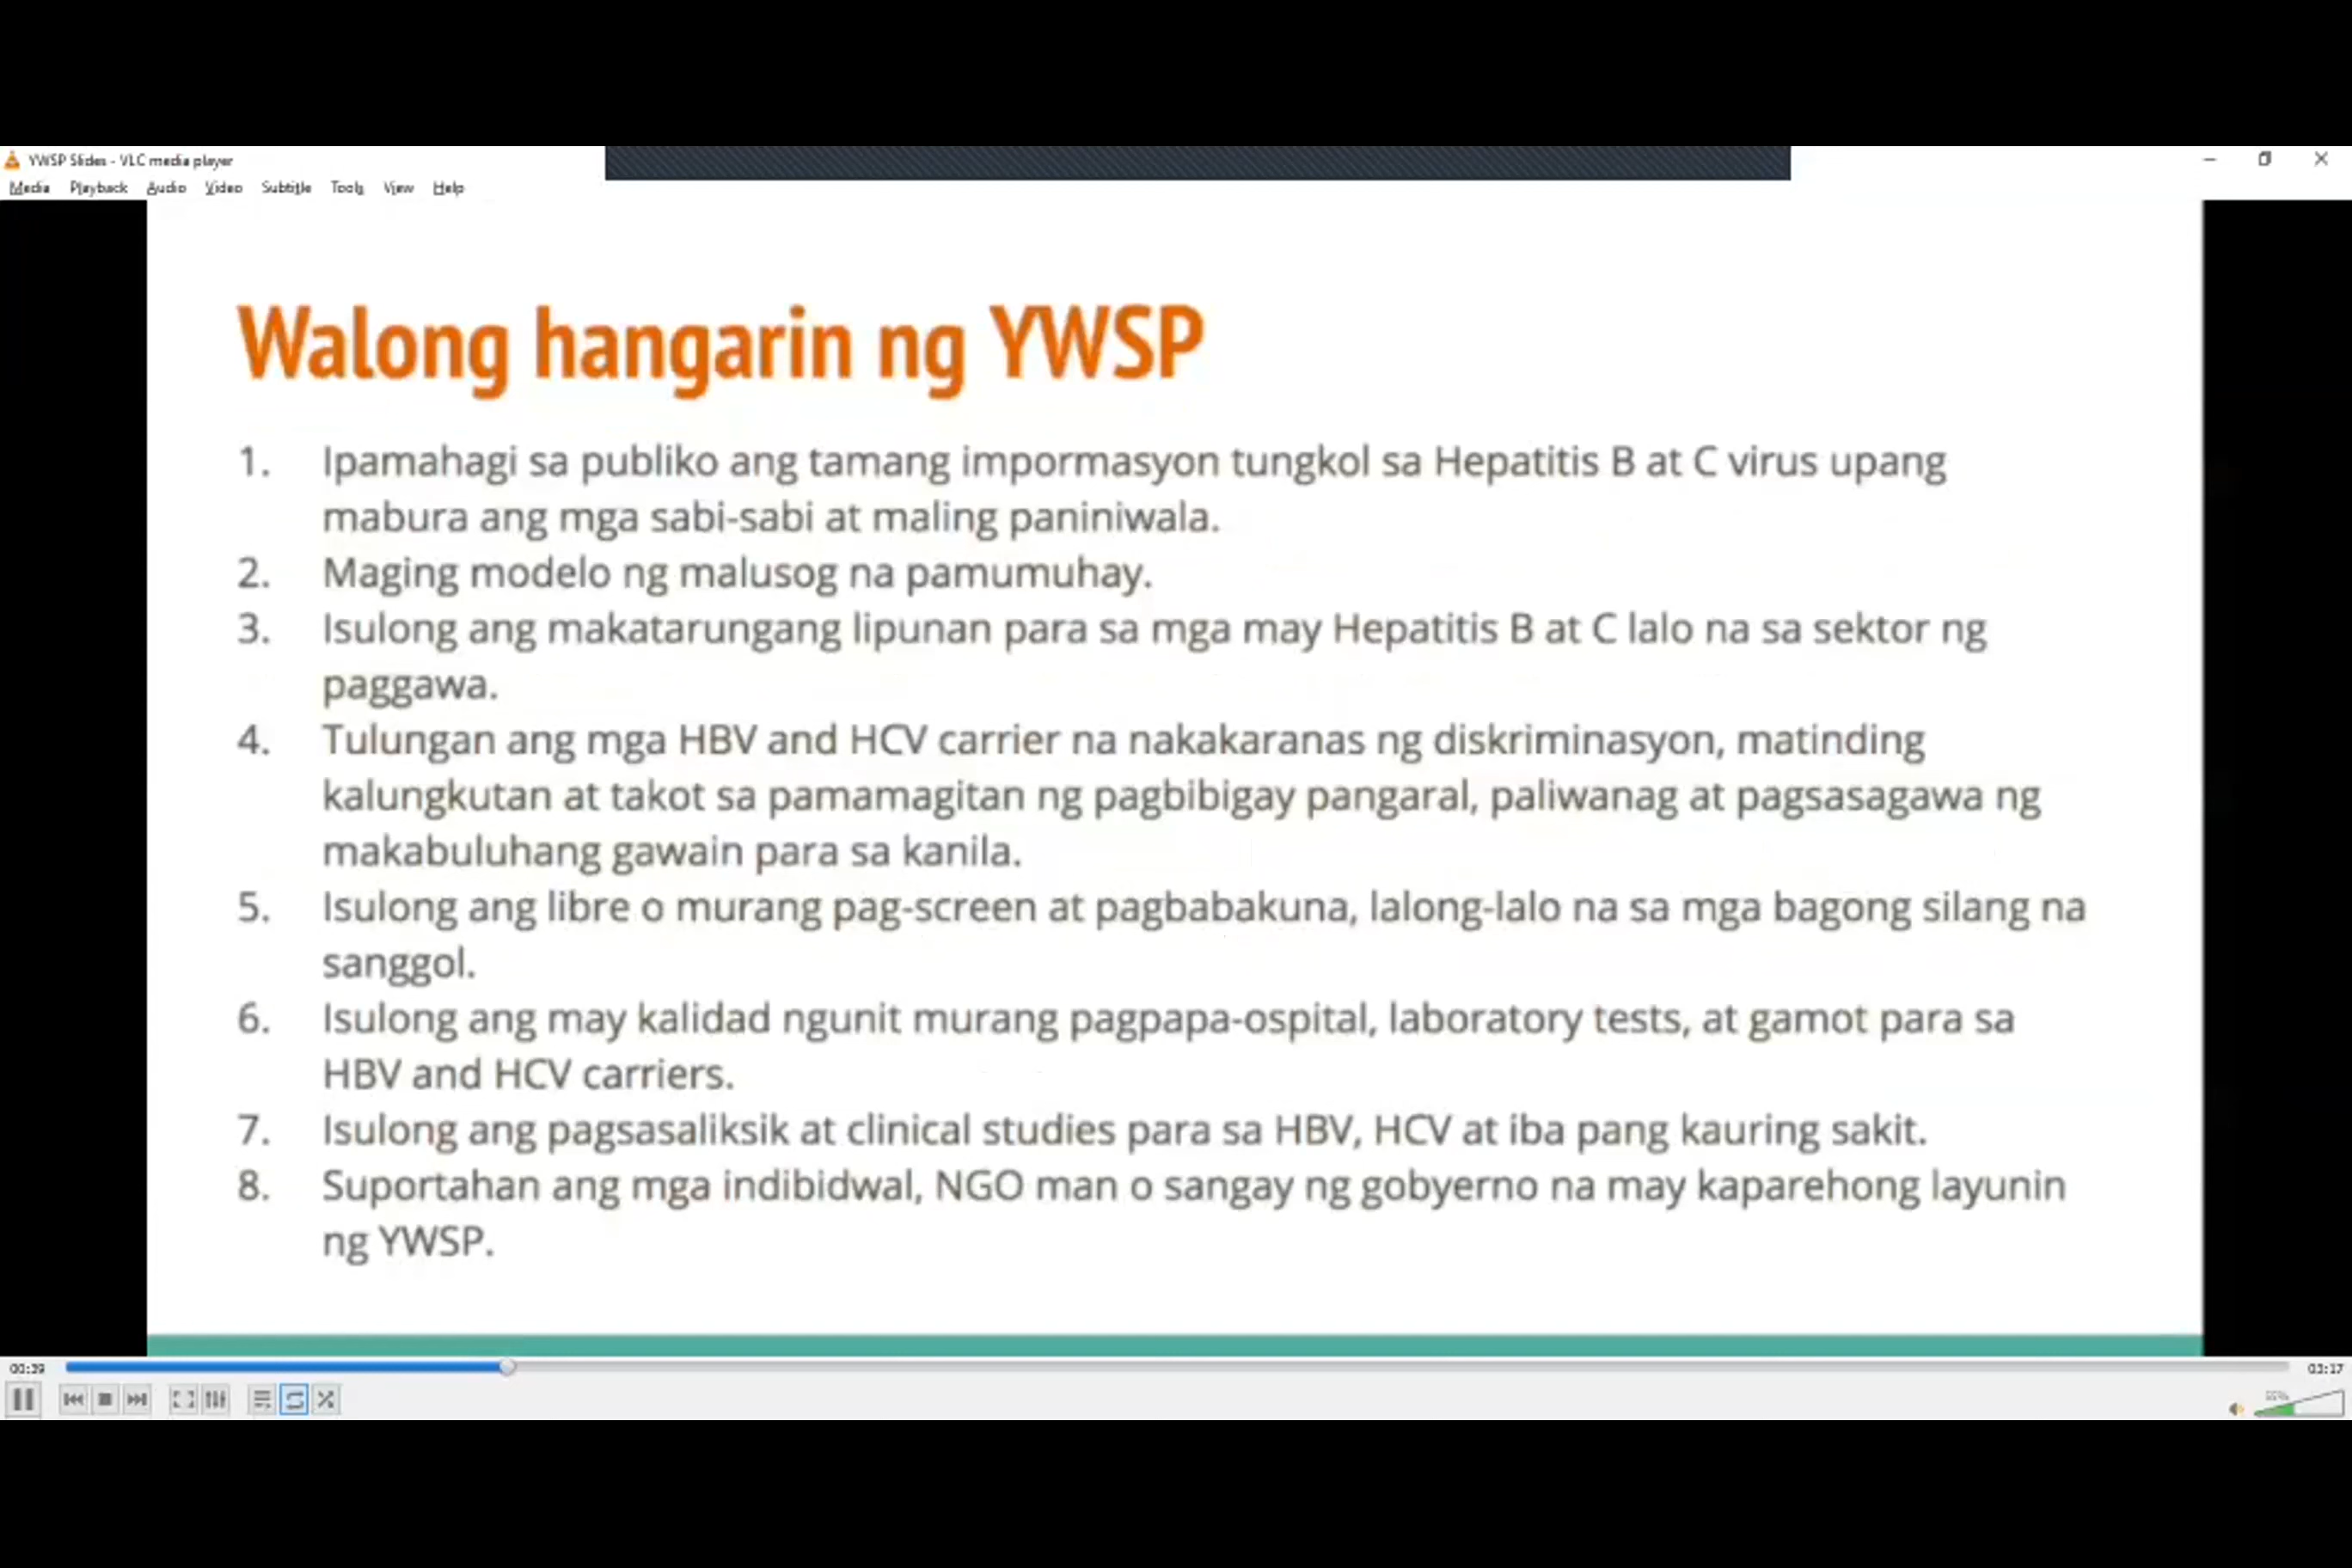 YWSP Slides - VLC media player
Media Playback Audio Video Subtitle Tools View Help
Walong hangarin ng YWSP
1. Ipamahagi sa publiko ang tamang impormasyon tungkol sa Hepatitis B at C virus upang
mabura ang mga sabi-sabi at maling paniniwala.
2. Maging modelo ng malusog na pamumuhay.
3. Isulong ang makatarungang lipunan para sa mga may Hepatitis B at C lalo na sa sektor ng
paggawa.
4. Tulungan ang mga HBV and HCV carrier na nakakaranas ng diskriminasyon, matinding
kalungkutan at takot sa pamamagitan ng pagbibigay pangaral, paliwanag at pagsasagawa ng
makabuluhang gawain para sa kanila.
5. Isulong ang libre o murang pag-screen at pagbabakuna, lalong-lalo na sa mga bagong silang na
sanggol.
6. Isulong ang may kalidad ngunit murang pagpapa-ospital, laboratory tests, at gamot para sa
HBV and HCV carriers.
7. Isulong ang pagsasaliksik at clinical studies para sa HBV, HCV at iba pang kauring sakit.
8. Suportahan ang mga indibidwal, NGO man o sangay ng gobyerno na may kaparehong layunin
ng YWSP.